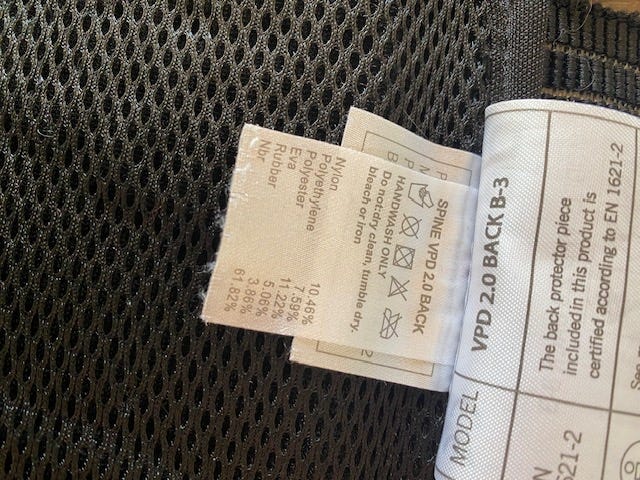 SPINE VPD 2.0 BACK
HANDWASH ONLY
Do not:dry clean, tumble dry,
bleach or iron
Nylon 10.46%
Polyethylene 7.59%
Eva 11.22%
Polyester 5.06%
Rubber 3.86%
Nbr 61.82%
MODEL VPD 2.0 BACK B-3
The back protector piece
included in this product is
certified according to EN 1621-2